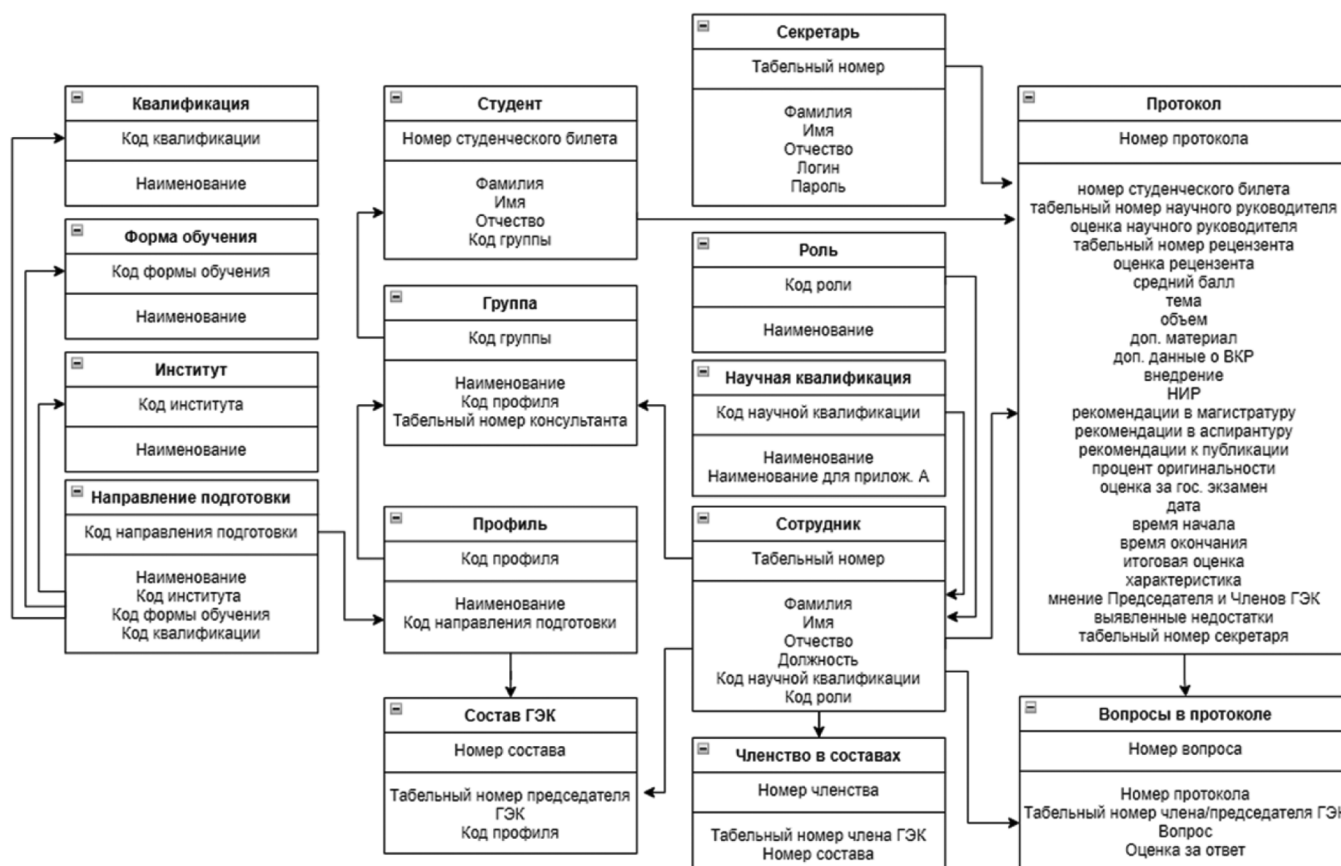 Секретарь
Табельный номер
Фамилия
Имя
Отчество
Логин
Пароль
Квалификация
Код квалификации
Наименование
Форма обучения
Код формы обучения
Наименование
Институт
Код института
Наименование
Направление подготовки
Код направления подготовки
Наименование
Код института
Код формы обучения
Код квалификации
Студент
Номер студенческого билета
Фамилия
Имя
Отчество
Код группы
Группа
Код группы
Наименование
Код профиля
Табельный номер консультанта
Профиль
Код профиля
Наименование
Код направления подготовки
Состав ГЭК
Номер состава
Табельный номер председателя
ГЭК
Код профиля
Роль
Код роли
Наименование
Научная квалификация
Код научной квалификации
Наименование
Наименование для прилож. А
Сотрудник
Табельный номер
Фамилия
Имя
Отчество
Должность
Код научной квалификации
Код роли
Членство в составах
Номер членства
Табельный номер члена ГЭК
Номер состава
Протокол
Номер протокола
номер студенческого билета
табельный номер научного руководителя
оценка научного руководителя
табельный номер рецензента
оценка рецензента
средний балл
тема
объем
доп. материал
доп. данные о ВКР
внедрение
НИР
рекомендации в магистратуру
рекомендации в аспирантуру
рекомендации к публикации
процент оригинальности
оценка за гос. экзамен
дата
время начала
время окончания
итоговая оценка
характеристика
мнение Председателя и Членов ГЭК
выявленные недостатки
табельный номер секретаря
Вопросы в протоколе
Номер вопроса
Номер протокола
Табельный номер члена/председателя ГЭК
Вопрос
Оценка за ответ